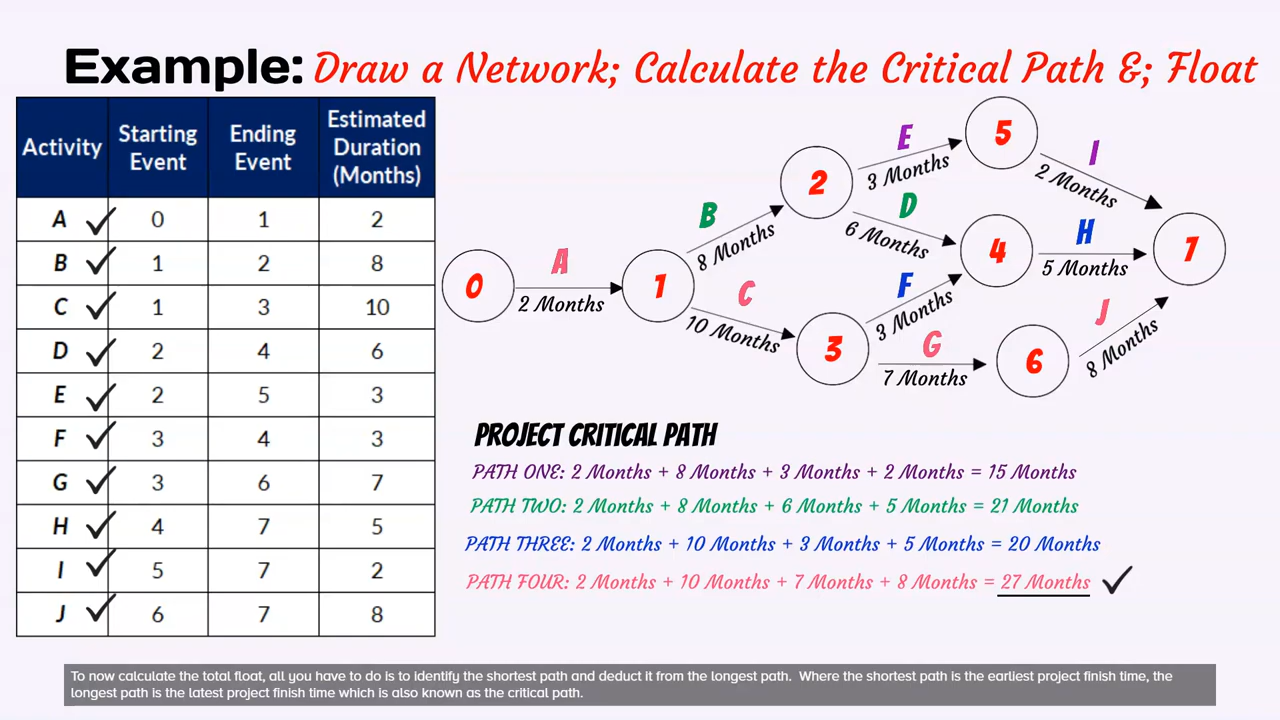 Example: Draw a Network; Calculate the Critical Path &; Float
Activity Starting Event Ending Event Estimated Duration (Months)
A 0 1 2
B 1 2 8
C 1 3 10
D 2 4 6
E 2 5 3
F 3 4 3
G 3 6 7
H 4 7 5
I 5 7 2
J 6 7 8
0
A
2 Months
1
B
8 Months
C
10 Months
2
E
3 Months
D
6 Months
3
F
3 Months
G
7 Months
5
I
2 Months
4
H
5 Months
6
J
8 Months
7
PROJECT CRITICAL PATH
PATH ONE: 2 Months + 8 Months + 3 Months + 2 Months = 15 Months
PATH TWO: 2 Months + 8 Months + 6 Months + 5 Months = 21 Months
PATH THREE: 2 Months + 10 Months + 3 Months + 5 Months = 20 Months
PATH FOUR: 2 Months + 10 Months + 7 Months + 8 Months = 27 Months
To now calculate the total float, all you have to do is to identify the shortest path and deduct it from the longest path. Where the shortest path is the earliest project finish time, the
longest path is the latest project finish time which is also known as the critical path.